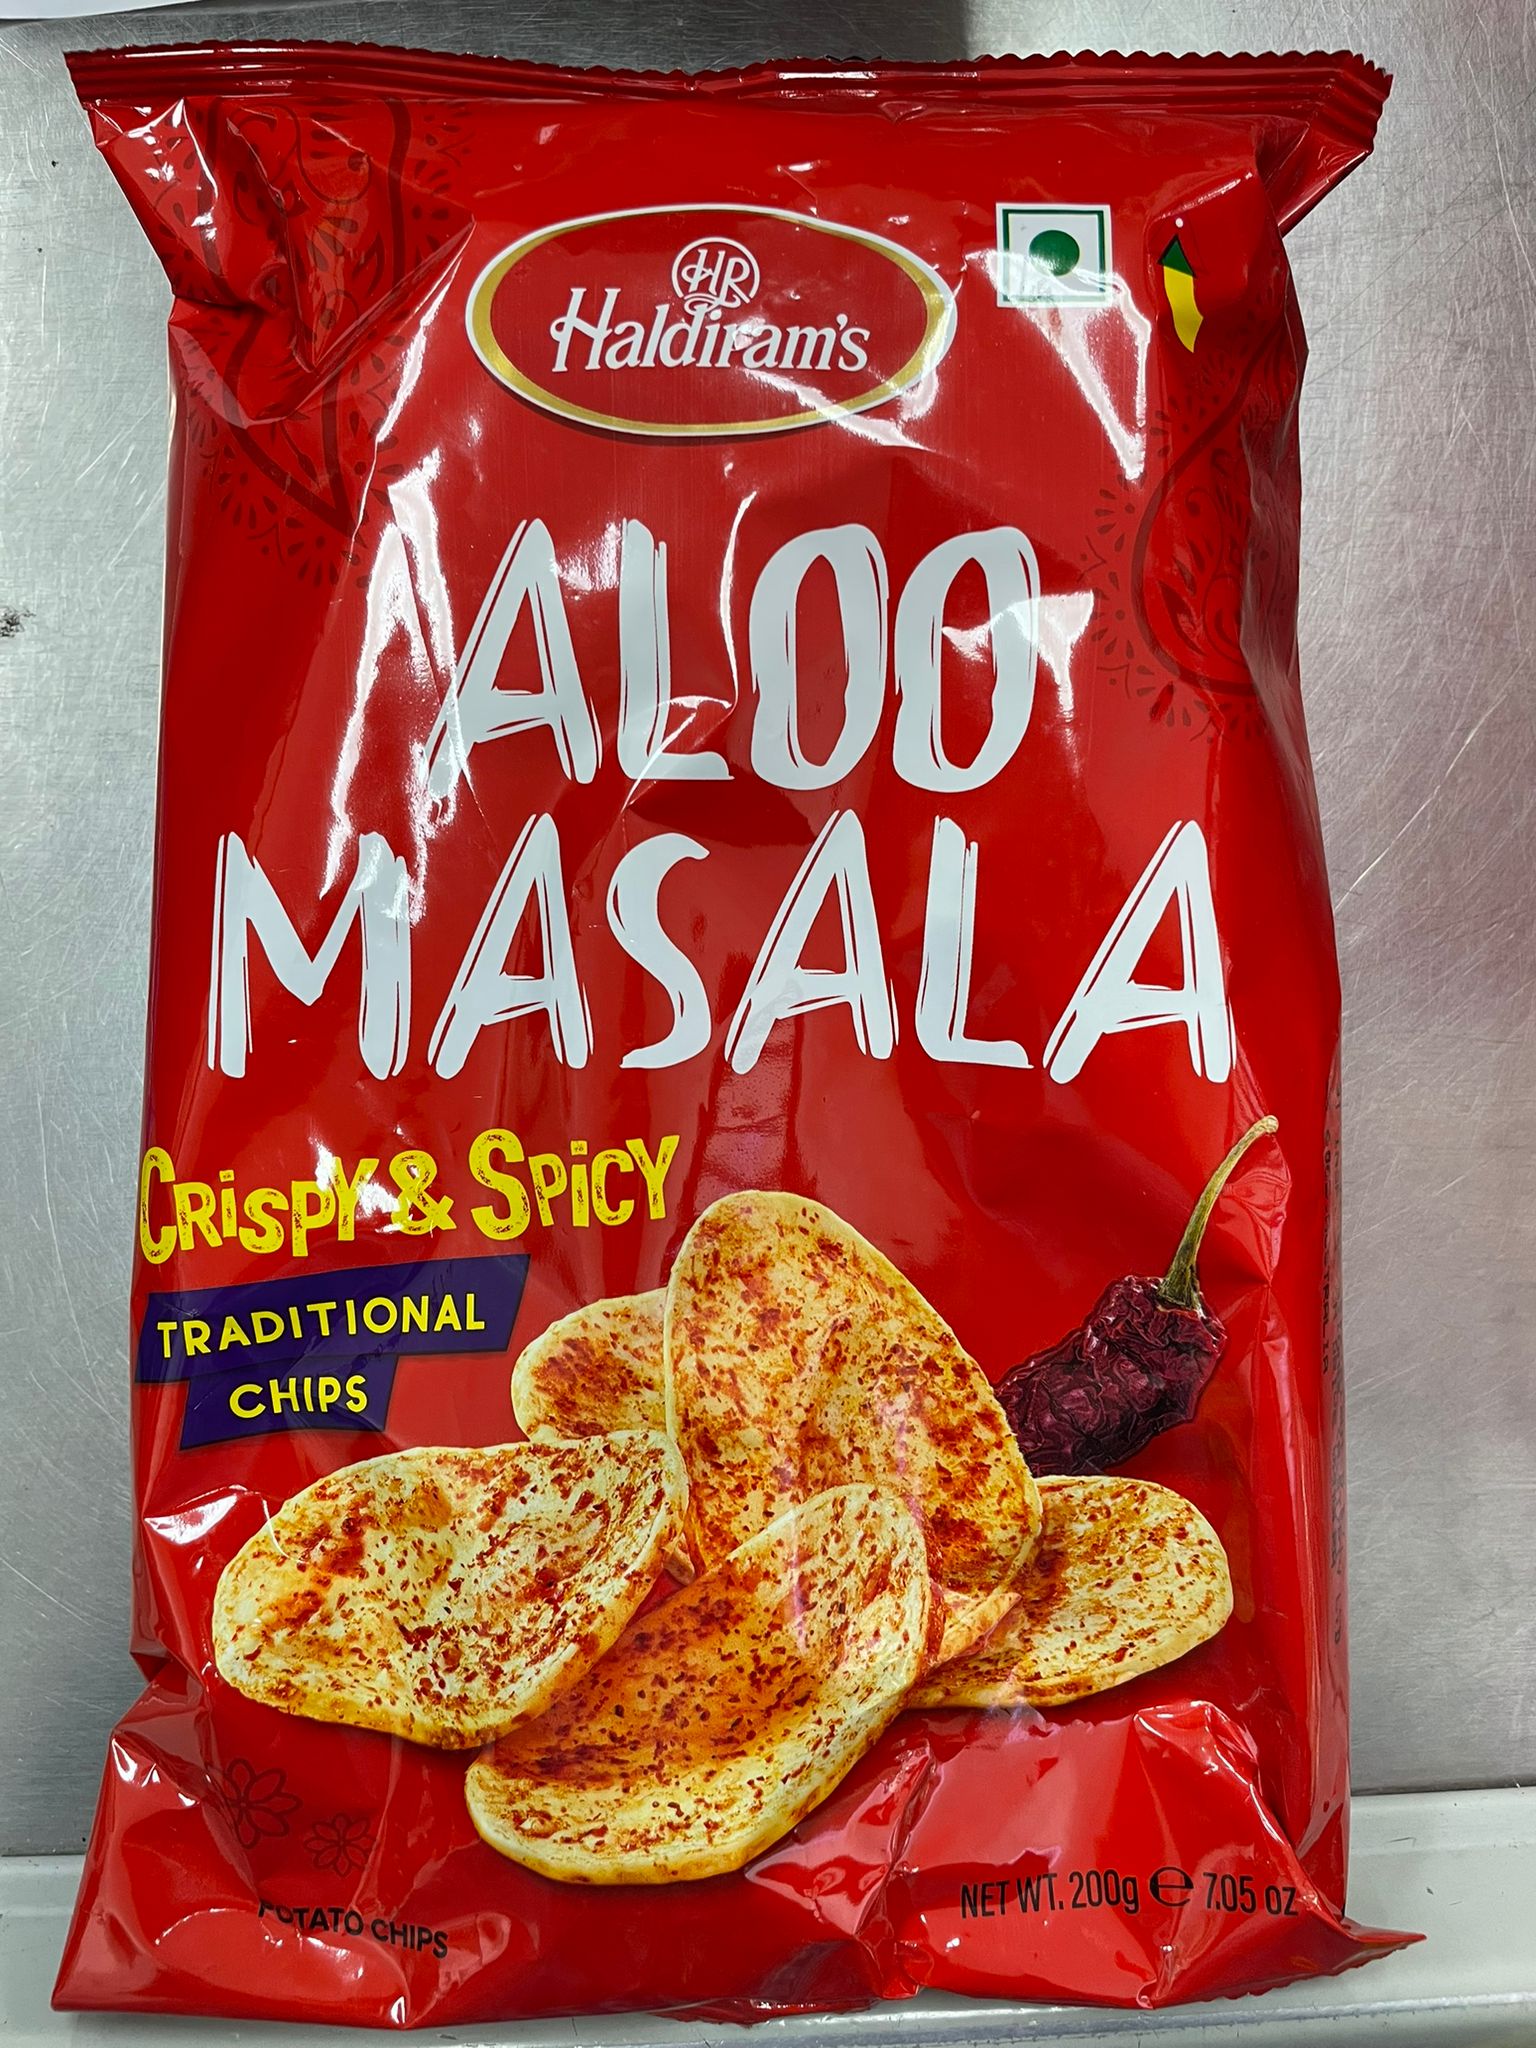 HR
Haldiram's
ALOO
MASALA
CRiSPY & SPiCY
TRADITIONAL
CHIPS
POTATO CHIPS
NET WT. 200g ℮ 7.05 oz